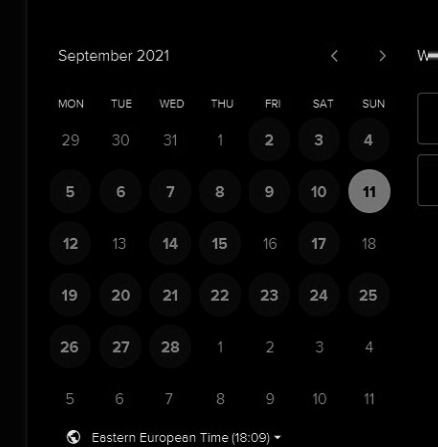 September 2021
W
MON TUE WED THU FRI SAT SUN
29 30 31 1 2 3 4
5 6 7 8 9 10 11
12 13 14 15 16 17 18
19 20 21 22 23 24 25
26 27 28 1 2 3 4
5 6 7 8 9 10 11
Eastern European Time (18:09)